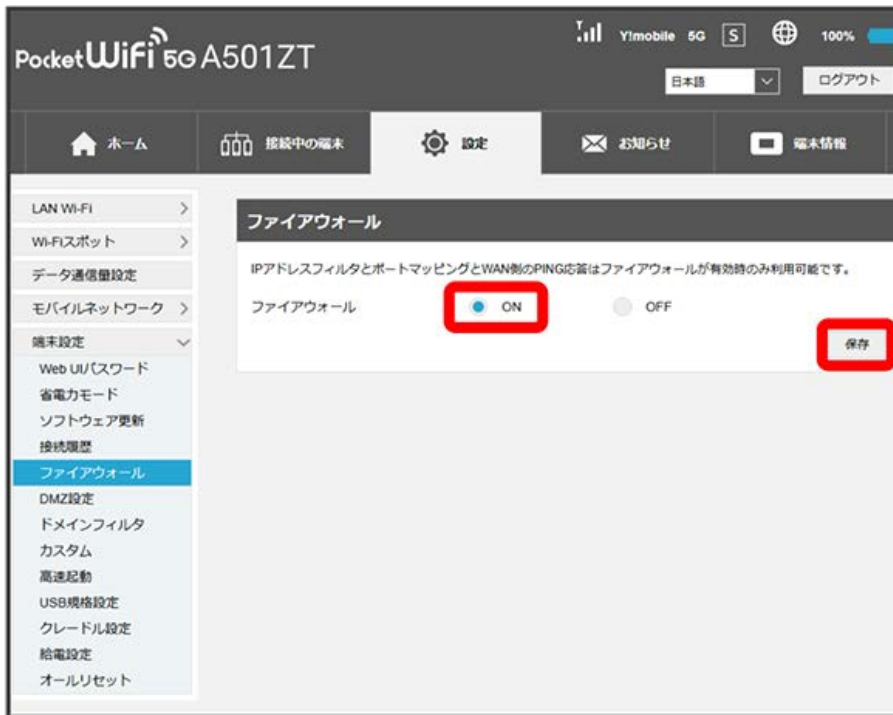 Pocket WiFi 5G A501ZT
Y!mobile 5G S 100%
日本語 ログアウト
ホーム 接続中の端末 設定 お知らせ 端末情報
LAN Wi-Fi
Wi-Fiスポット
データ通信量設定
モバイルネットワーク
端末設定
Web UIパスワード
省電力モード
ソフトウェア更新
接続履歴
ファイアウォール
DMZ設定
ドメインフィルタ
カスタム
高速起動
USB規格設定
クレードル設定
給電設定
オールリセット
ファイアウォール
IPアドレスフィルタとポートマッピングとWAN側のPING応答はファイアウォールが有効時のみ利用可能です。
ファイアウォール ON OFF
保存